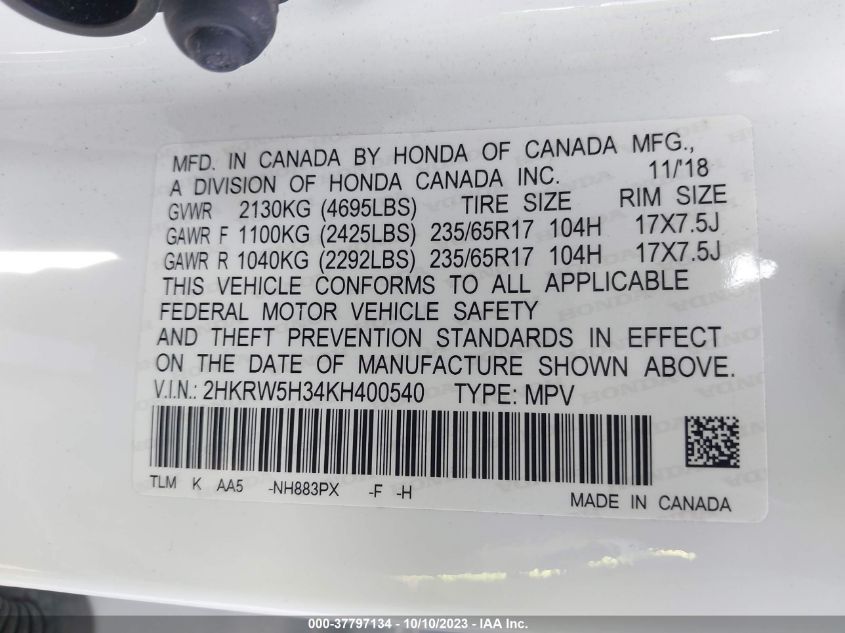 MFD. IN CANADA BY HONDA OF CANADA MFG.,
A DIVISION OF HONDA CANADA INC. 11/'18
GVWR 2130KG (4695LBS) TIRE SIZE RIM SIZE
GAWR F 1100KG (2425LBS) 235/65R17 104H 17X7.5J
GAWR R 1040KG (2292LBS) 235/65R17 104H 17X7.5J
THIS VEHICLE CONFORMS TO ALL APPLICABLE
FEDERAL MOTOR VEHICLE SAFETY
AND THEFT PREVENTION STANDARDS IN EFFECT
ON THE DATE OF MANUFACTURE SHOWN ABOVE.
V.I.N.: 2HKRW5H34KH400540 TYPE: MPV
TLM K AA5 -NH883PX -F -H
MADE IN CANADA
000-37797134 - 10/10/2023 - IAA Inc.